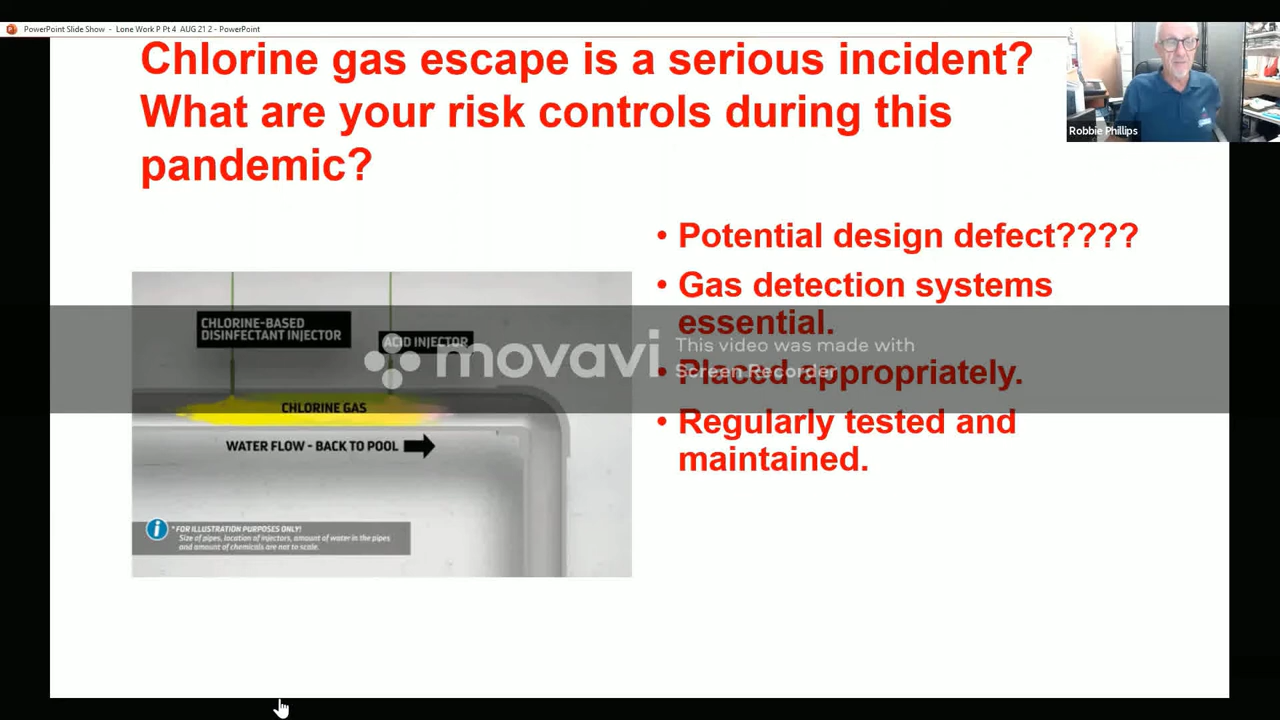 PowerPoint Slide Show - Lone Work P Pt 4 AUG 21 2 - PowerPoint
Chlorine gas escape is a serious incident?
What are your risk controls during this
pandemic?
Robbie Phillips
• Potential design defect????
• Gas detection systems
essential.
• Placed appropriately.
• Regularly tested and
maintained.
CHLORINE-BASED
DISINFECTANT INJECTOR
ACID INJECTOR
CHLORINE GAS
WATER FLOW - BACK TO POOL
i
* FOR ILLUSTRATION PURPOSES ONLY!
Size of pipes, location of injectors, amount of water in the pipes
and amount of chemicals are not to scale.
movavi
This video was made with
Screen Recorder